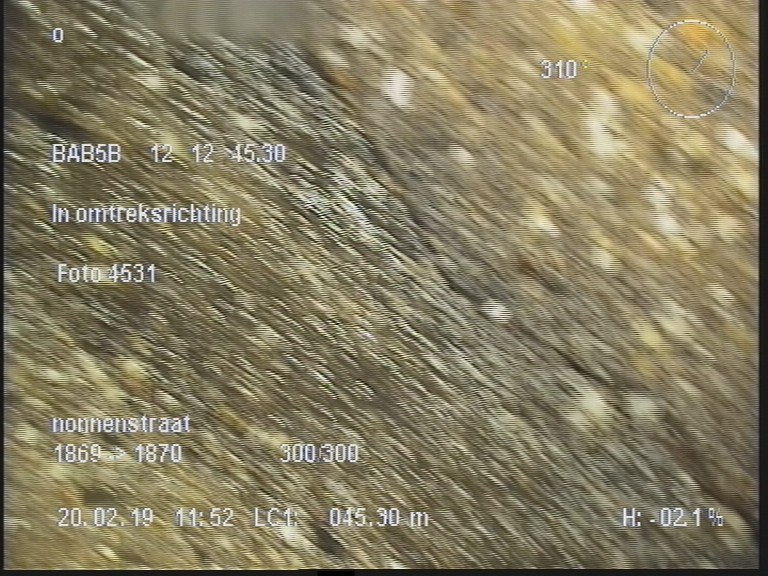 o
310 °
BAB5B 12 12 45.30
In omtreksrichting
Foto 4531
nonnenstraat
1869 -> 1870 300/300
20.02.19 11:52 LC1: 045.30 m H: -02.1 %